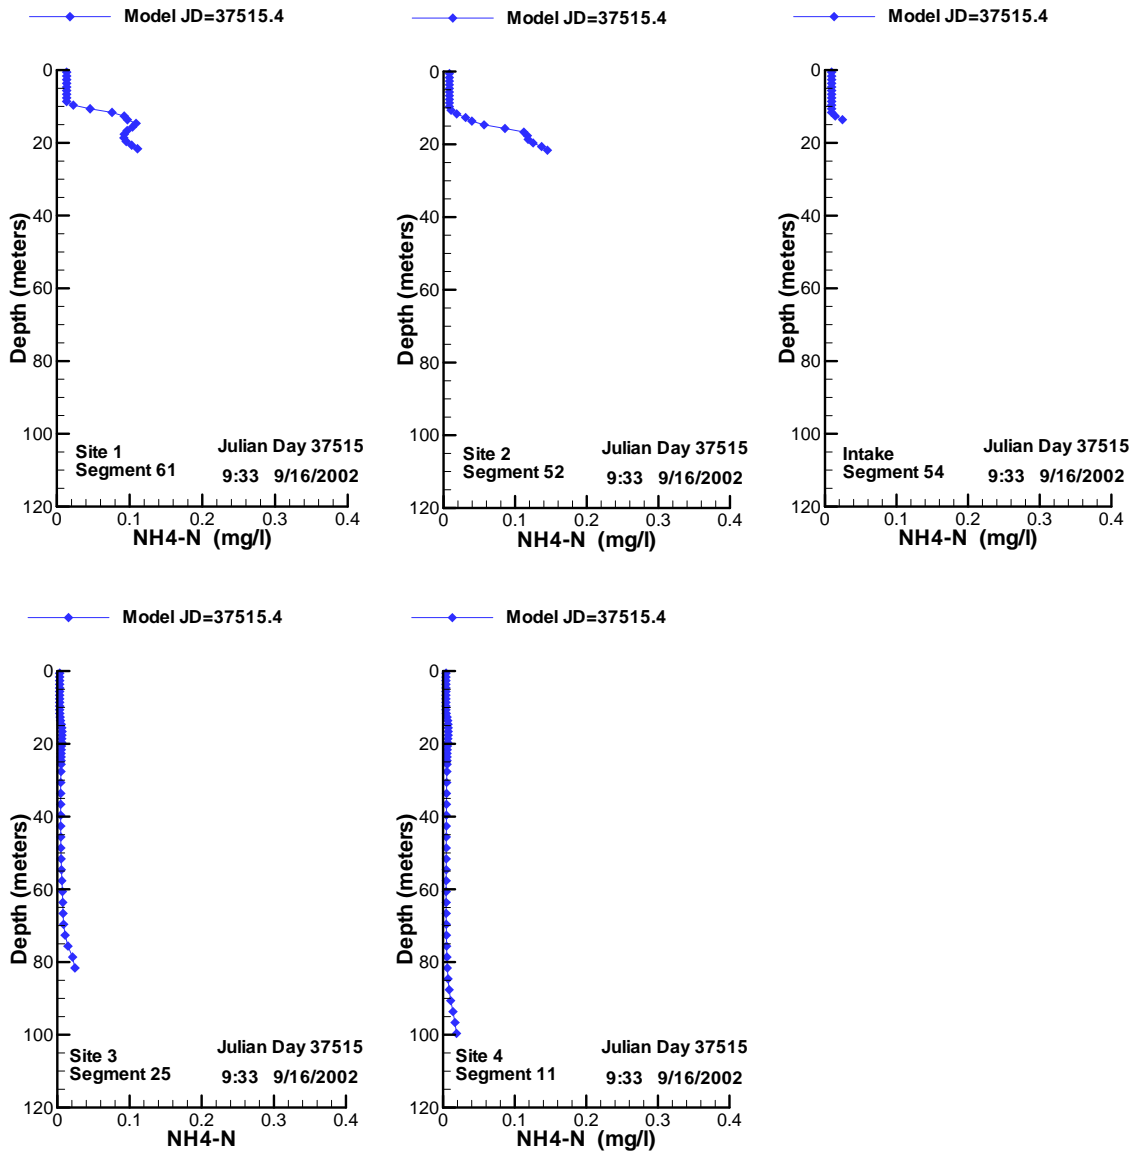 Model JD=37515.4
0
20
40
60
80
100
120
Depth (meters)
Site 1
Segment 61
Julian Day 37515
9:33 9/16/2002
0 0.1 0.2 0.3 0.4
NH4-N (mg/l)
Model JD=37515.4
0
20
40
60
80
100
120
Depth (meters)
Site 2
Segment 52
Julian Day 37515
9:33 9/16/2002
0 0.1 0.2 0.3 0.4
NH4-N (mg/l)
Model JD=37515.4
0
20
40
60
80
100
120
Depth (meters)
Intake
Segment 54
Julian Day 37515
9:33 9/16/2002
0 0.1 0.2 0.3 0.4
NH4-N (mg/l)
Model JD=37515.4
0
20
40
60
80
100
120
Depth (meters)
Site 3
Segment 25
Julian Day 37515
9:33 9/16/2002
0 0.1 0.2 0.3 0.4
NH4-N
Model JD=37515.4
0
20
40
60
80
100
120
Depth (meters)
Site 4
Segment 11
Julian Day 37515
9:33 9/16/2002
0 0.1 0.2 0.3 0.4
NH4-N (mg/l)